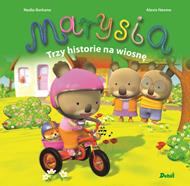 Nadia Berkane
Alexis Nesme
Marysia
Trzy historie na wiosnę
Debit